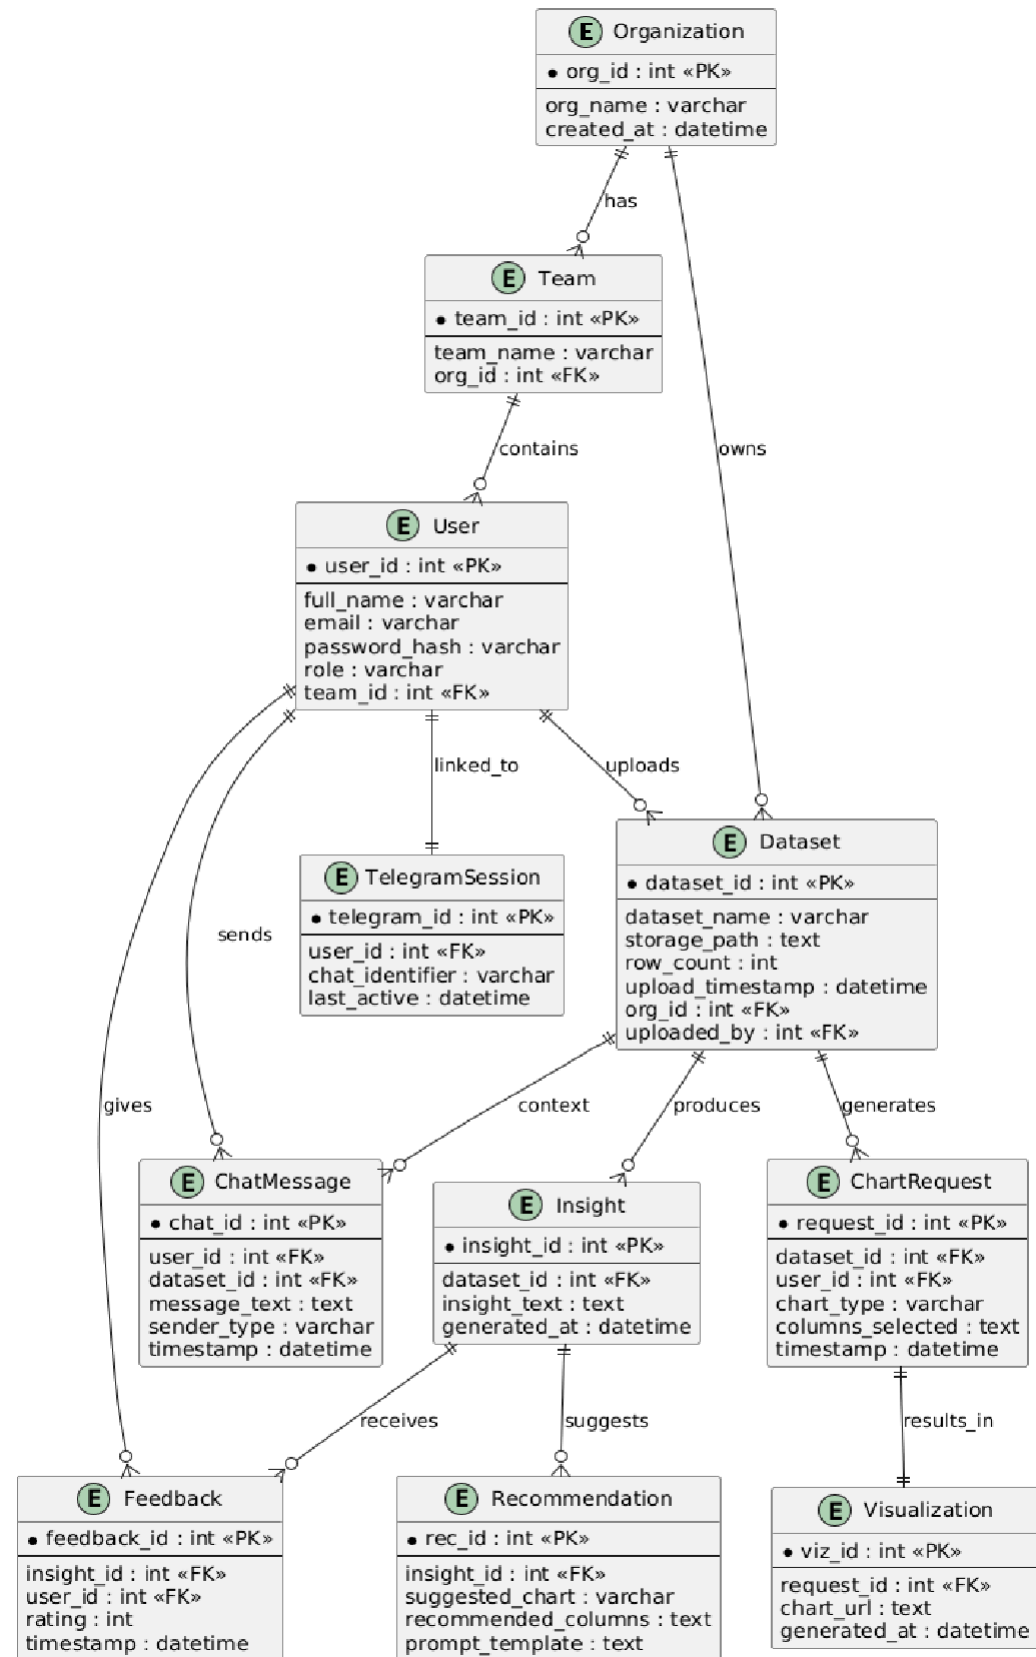 E Organization
org_id : int «PK»
org_name : varchar
created_at : datetime
has
E Team
team_id : int «PK»
team_name : varchar
org_id : int «FK»
contains
owns
E User
user_id : int «PK»
full_name : varchar
email : varchar
password_hash : varchar
role : varchar
team_id : int «FK»
linked_to
uploads
E TelegramSession
telegram_id : int «PK»
user_id : int «FK»
chat_identifier : varchar
last_active : datetime
sends
E Dataset
dataset_id : int «PK»
dataset_name : varchar
storage_path : text
row_count : int
upload_timestamp : datetime
org_id : int «FK»
uploaded_by : int «FK»
gives
context
produces
generates
E ChatMessage
chat_id : int «PK»
user_id : int «FK»
dataset_id : int «FK»
message_text : text
sender_type : varchar
timestamp : datetime
E Insight
insight_id : int «PK»
dataset_id : int «FK»
insight_text : text
generated_at : datetime
E ChartRequest
request_id : int «PK»
dataset_id : int «FK»
user_id : int «FK»
chart_type : varchar
columns_selected : text
timestamp : datetime
receives
suggests
results_in
E Feedback
feedback_id : int «PK»
insight_id : int «FK»
user_id : int «FK»
rating : int
timestamp : datetime
E Recommendation
rec_id : int «PK»
insight_id : int «FK»
suggested_chart : varchar
recommended_columns : text
prompt_template : text
E Visualization
viz_id : int «PK»
request_id : int «FK»
chart_url : text
generated_at : datetime